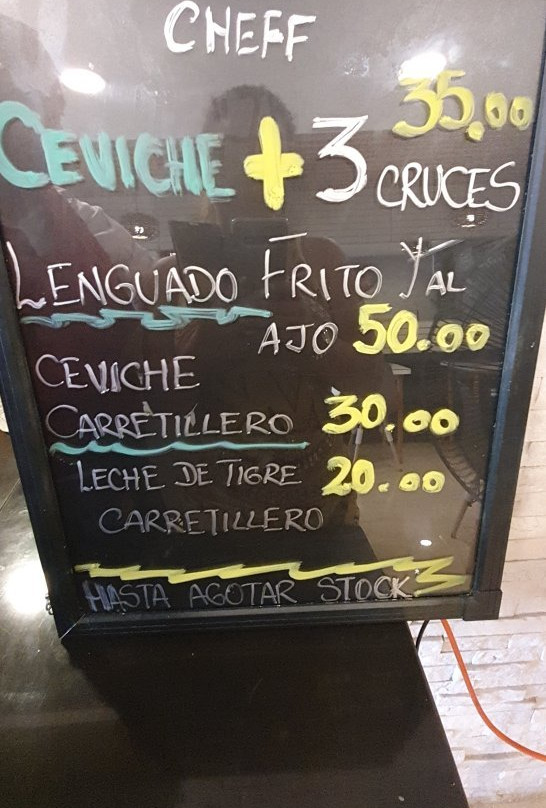 CHEFF
35,00
CEVICHE + 3 CRUCES
LENGUADO FRITO Y AL
AJO 50.00
CEVICHE
CARRETILLERO 30.00
LECHE DE TIGRE 20.00
CARRETILLERO
HASTA AGOTAR STOCK